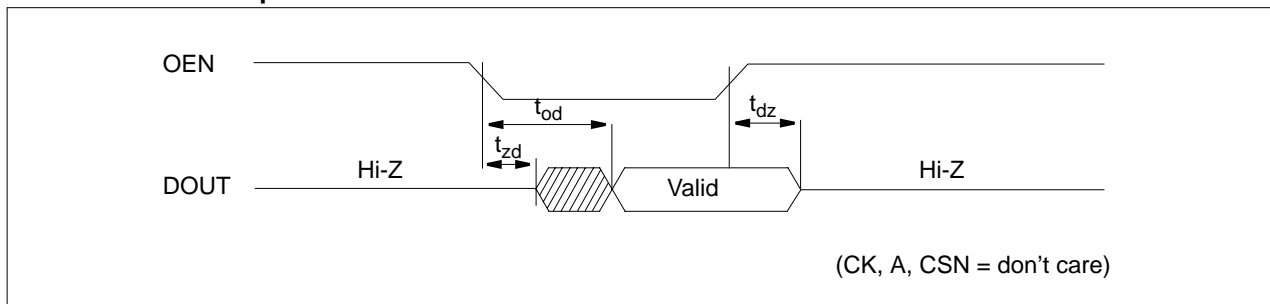 OEN
t_od
t_dz
t_zd
Hi-Z
Hi-Z
DOUT
Valid
(CK, A, CSN = don't care)